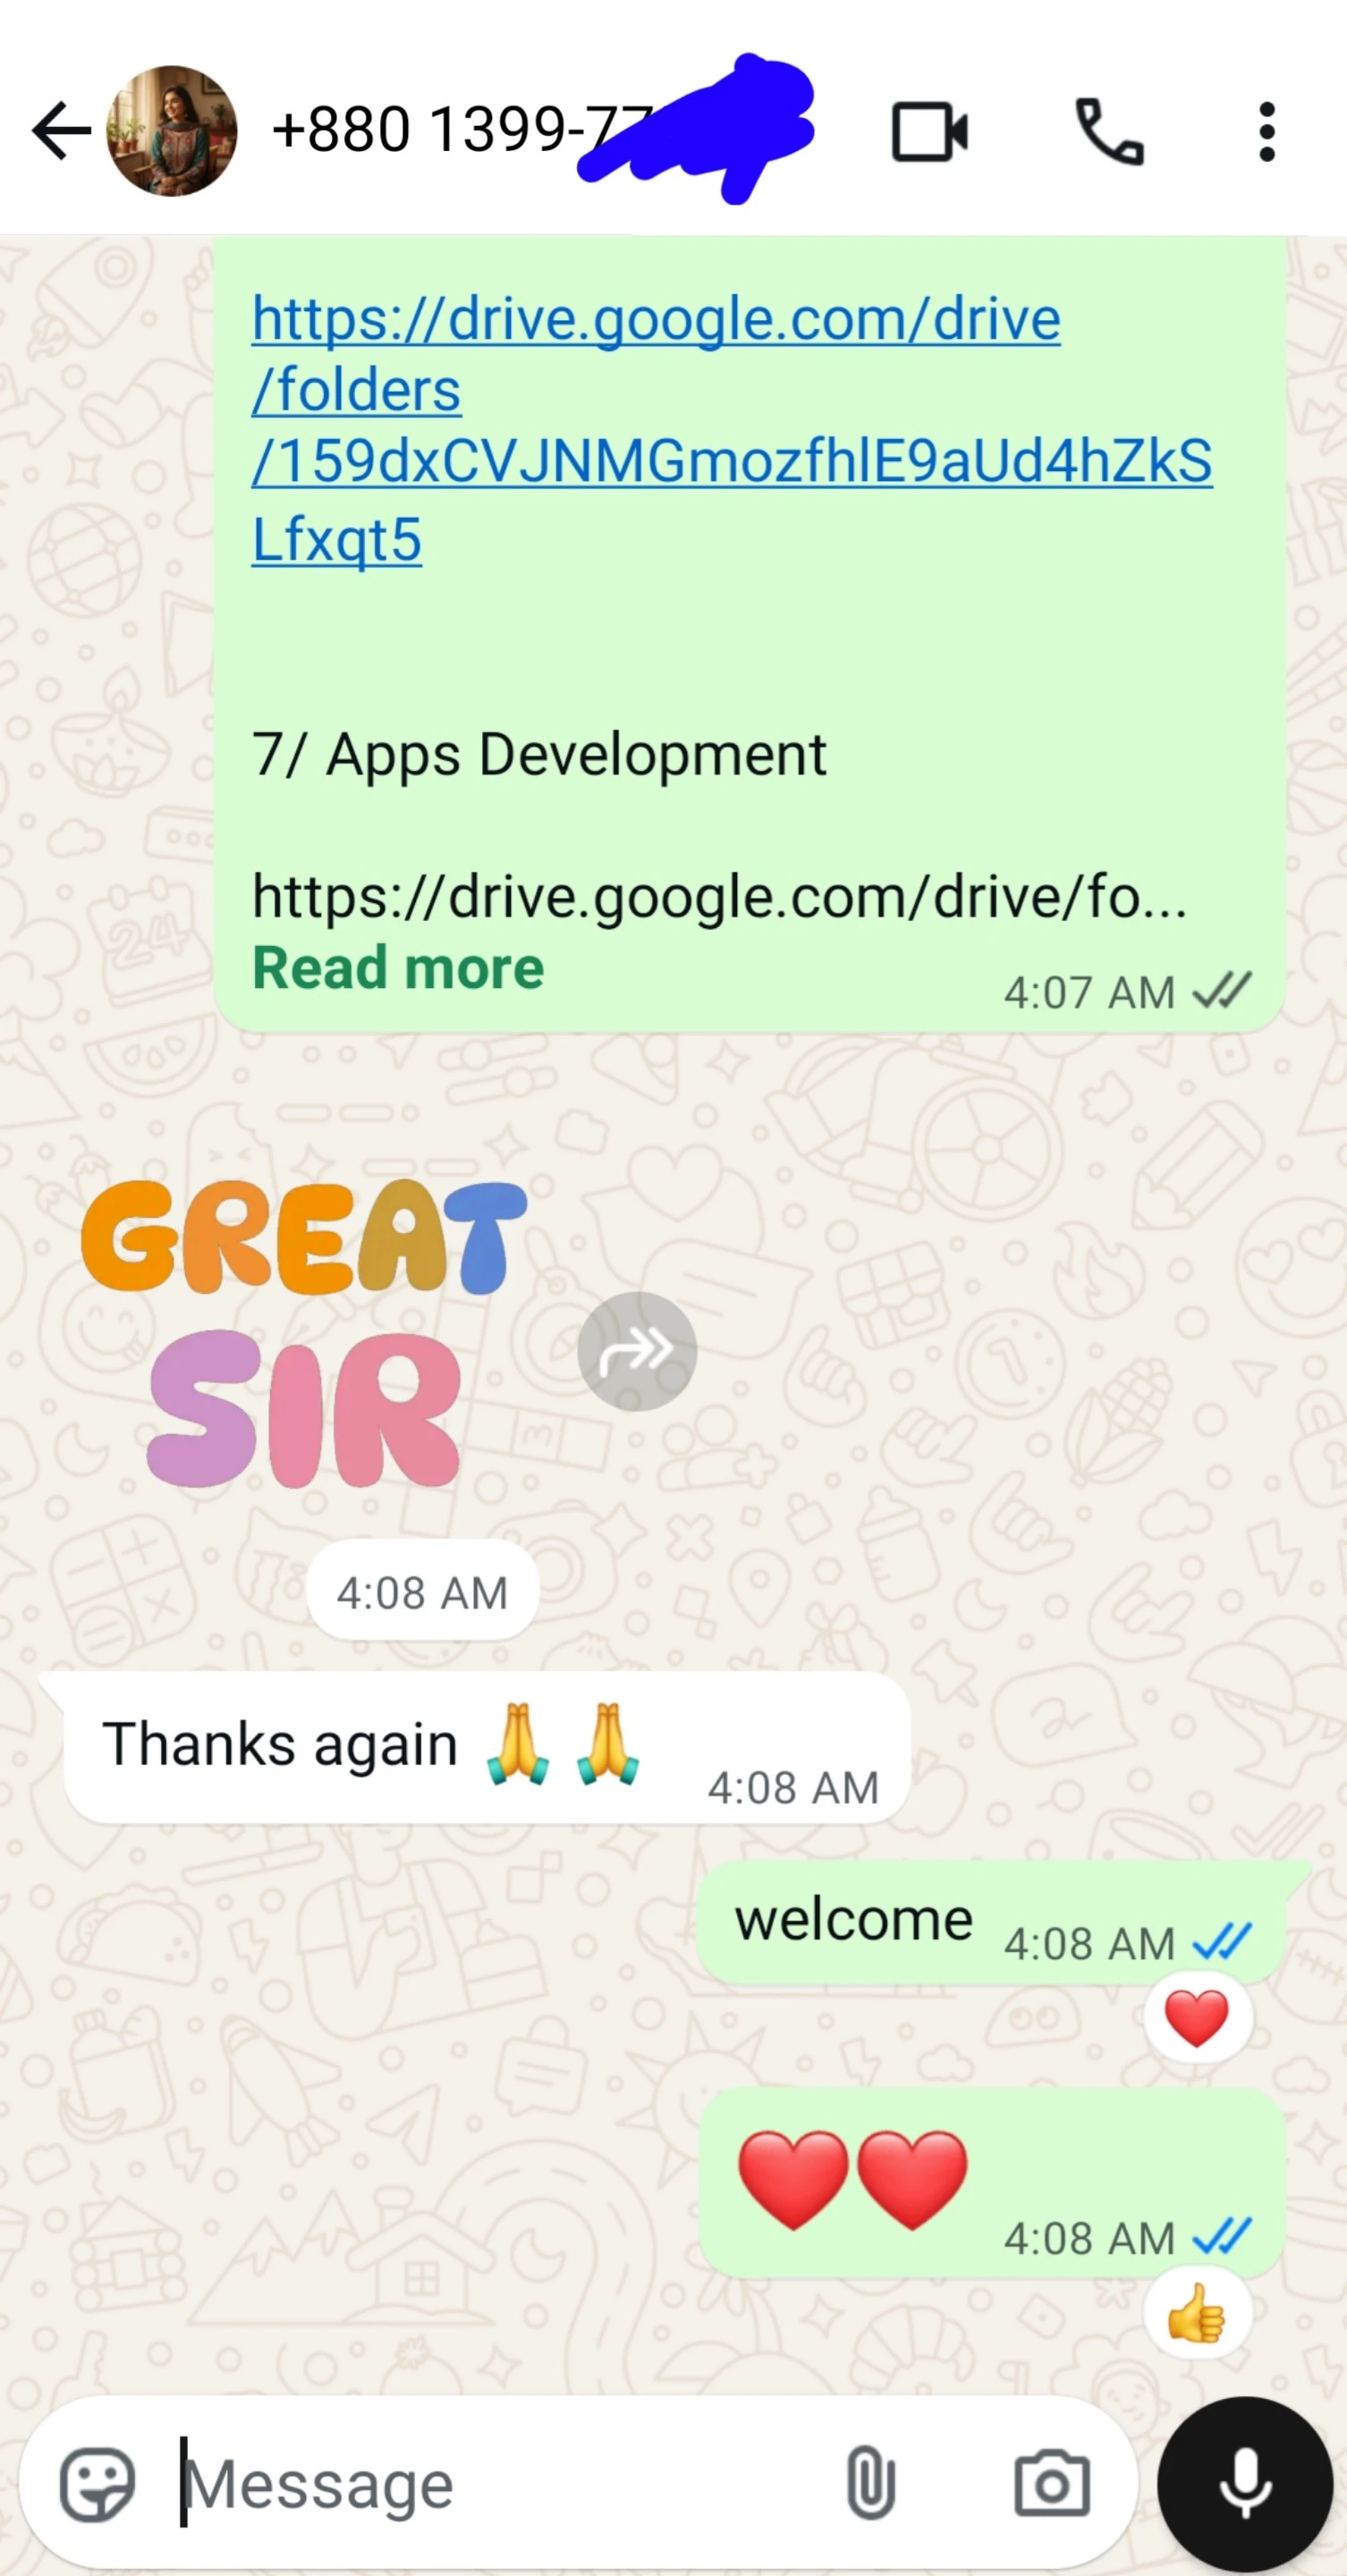 +880 1399-77
https://drive.google.com/drive
/folders
/159dxCVJNMGmozfhlE9aUd4hZkS
Lfxqt5
7/ Apps Development
https://drive.google.com/drive/fo...
Read more
4:07 AM
GREAT
SIR
4:08 AM
Thanks again 🙏 🙏
4:08 AM
welcome
4:08 AM
❤️
❤️❤️
4:08 AM
👍
Message